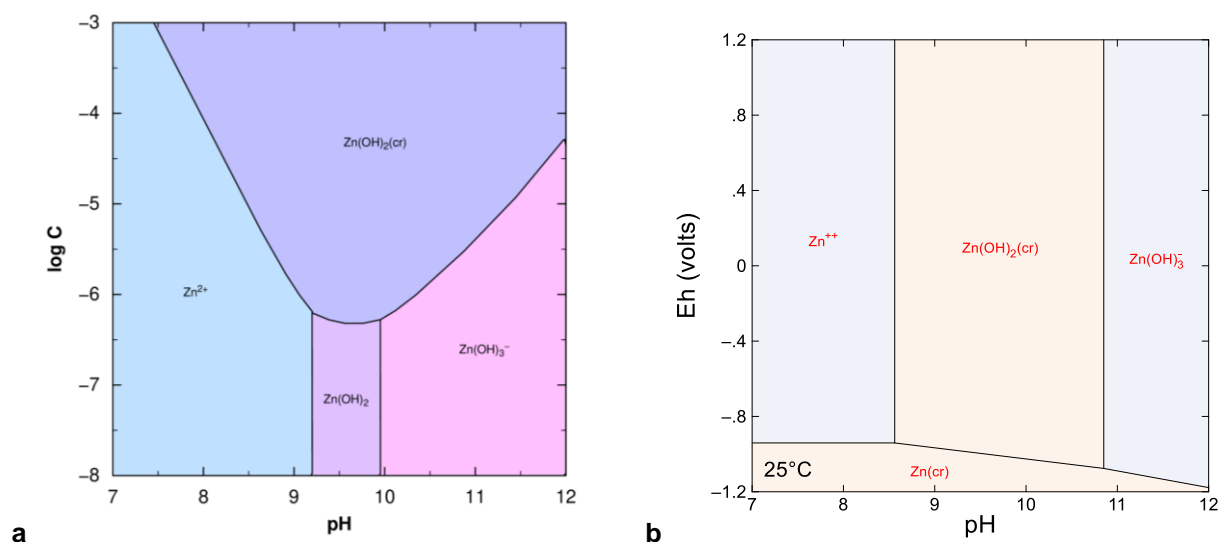 −3
−4
−5
−6
−7
−8
log C
Zn(OH)₂(cr)
Zn²⁺
Zn(OH)₃⁻
Zn(OH)₂
7 8 9 10 11 12
pH
a
1.2
.8
.4
0
−.4
−.8
−1.2
Eh (volts)
Zn⁺⁺
Zn(OH)₂(cr)
Zn(OH)₃⁻
25°C
Zn(cr)
7 8 9 10 11 12
pH
b